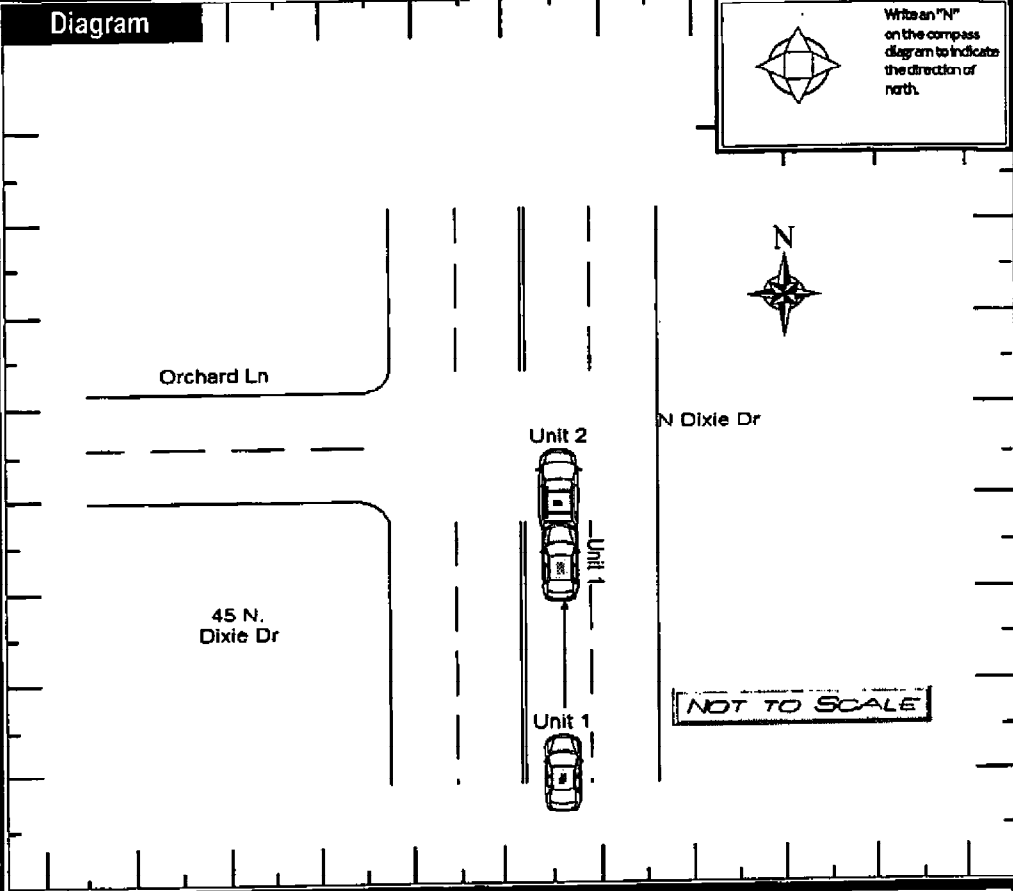 Diagram
Write an "N"
on the compass
diagram to indicate
the direction of
north.
N
Orchard Ln
N Dixie Dr
Unit 2
Unit 1
45 N.
Dixie Dr
NOT TO SCALE
Unit 1